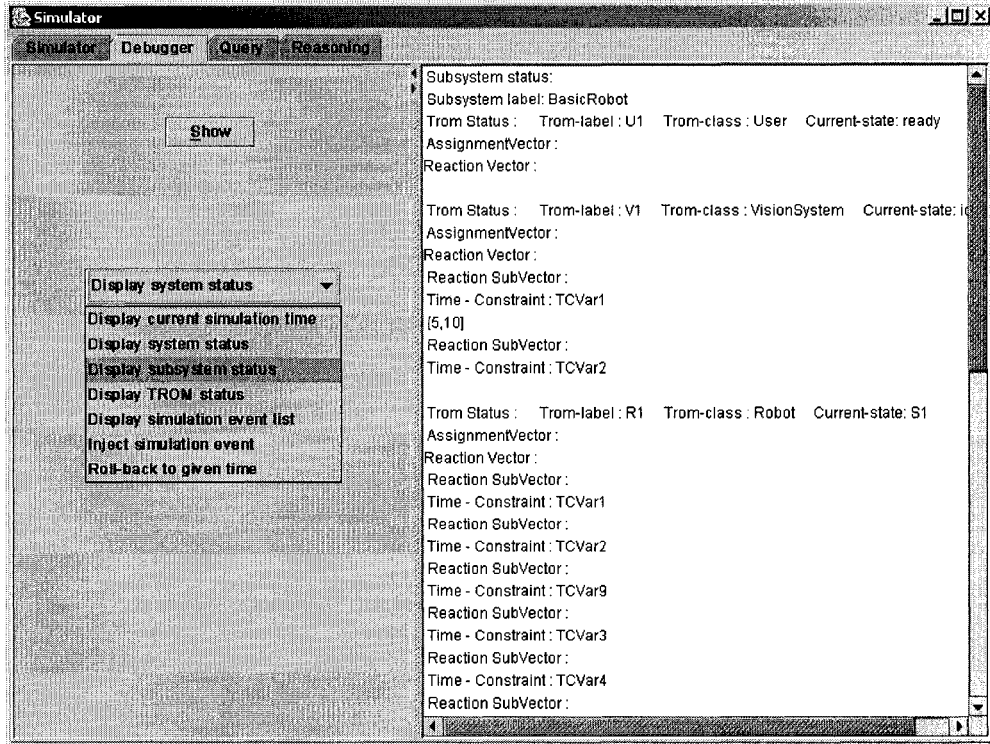 Simulator
Simulator Debugger Query Reasoning
Show
Display system status
Display current simulation time
Display system status
Display subsystem status
Display TROM status
Display simulation event list
Inject simulation event
Roll-back to given time
Subsystem status:
Subsystem label: BasicRobot
Trom Status : Trom-label : U1 Trom-class : User Current-state: ready
AssignmentVector :
Reaction Vector :
Trom Status : Trom-label : V1 Trom-class : VisionSystem Current-state:
AssignmentVector :
Reaction Vector :
Reaction SubVector :
Time - Constraint : TCVar1
[5,10]
Reaction SubVector :
Time - Constraint : TCVar2
Trom Status : Trom-label : R1 Trom-class : Robot Current-state: S1
AssignmentVector :
Reaction Vector :
Reaction SubVector :
Time - Constraint : TCVar1
Reaction SubVector :
Time - Constraint : TCVar2
Reaction SubVector :
Time - Constraint : TCVar9
Reaction SubVector :
Time - Constraint : TCVar3
Reaction SubVector :
Time - Constraint : TCVar4
Reaction SubVector :